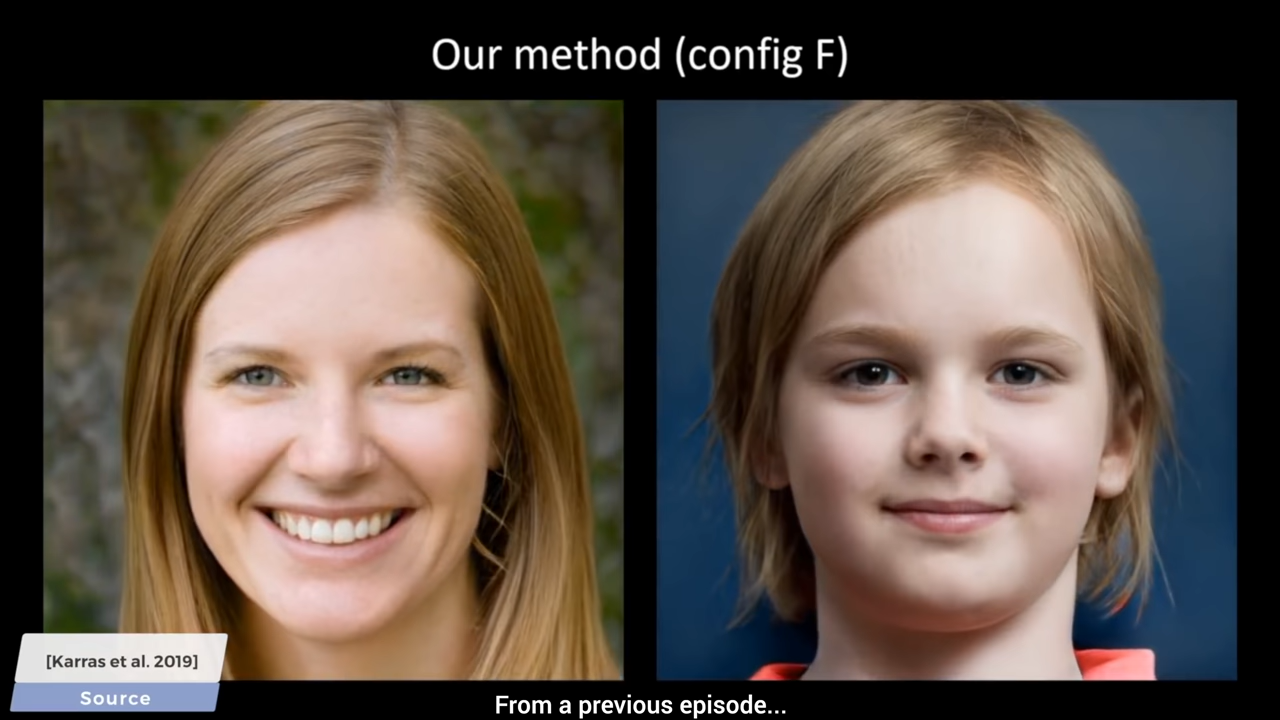 Our method (config F)
[Karras et al. 2019]
Source
From a previous episode...